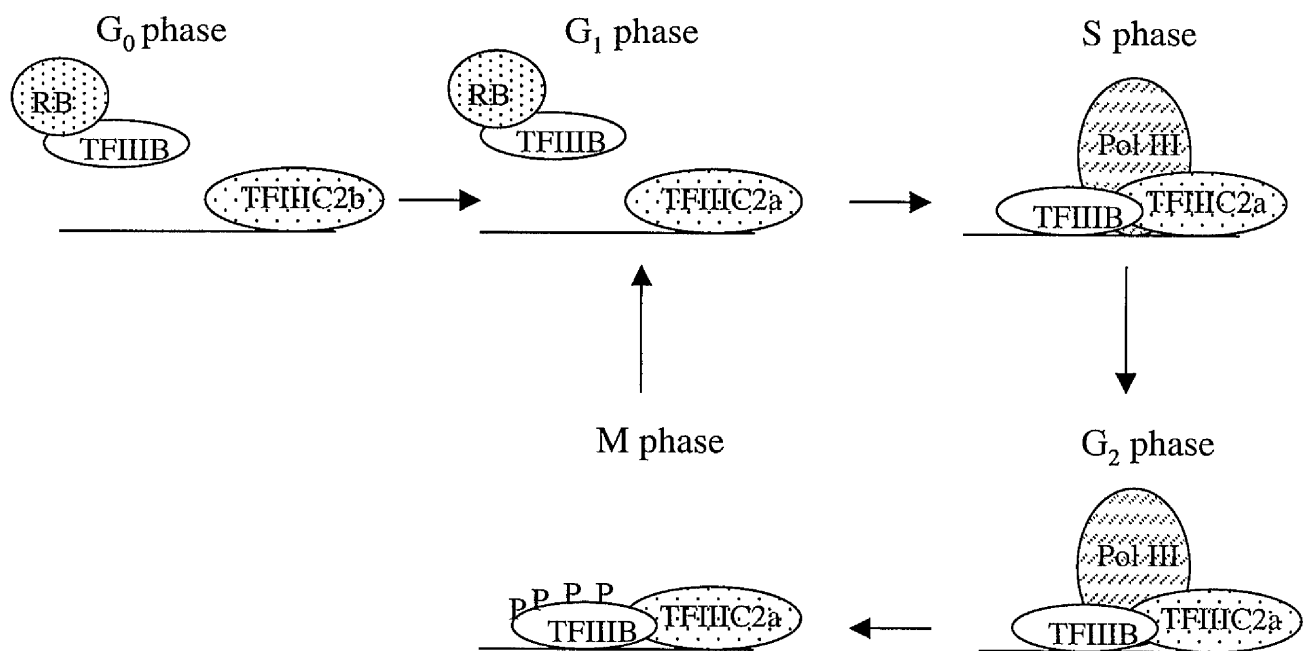 G₀ phase
RB
TFIIIB
TFIIIC2b
G₁ phase
RB
TFIIIB
TFIIIC2a
S phase
Pol III
TFIIIB
TFIIIC2a
M phase
P P P P
TFIIIB
TFIIIC2a
G₂ phase
Pol III
TFIIIB
TFIIIC2a